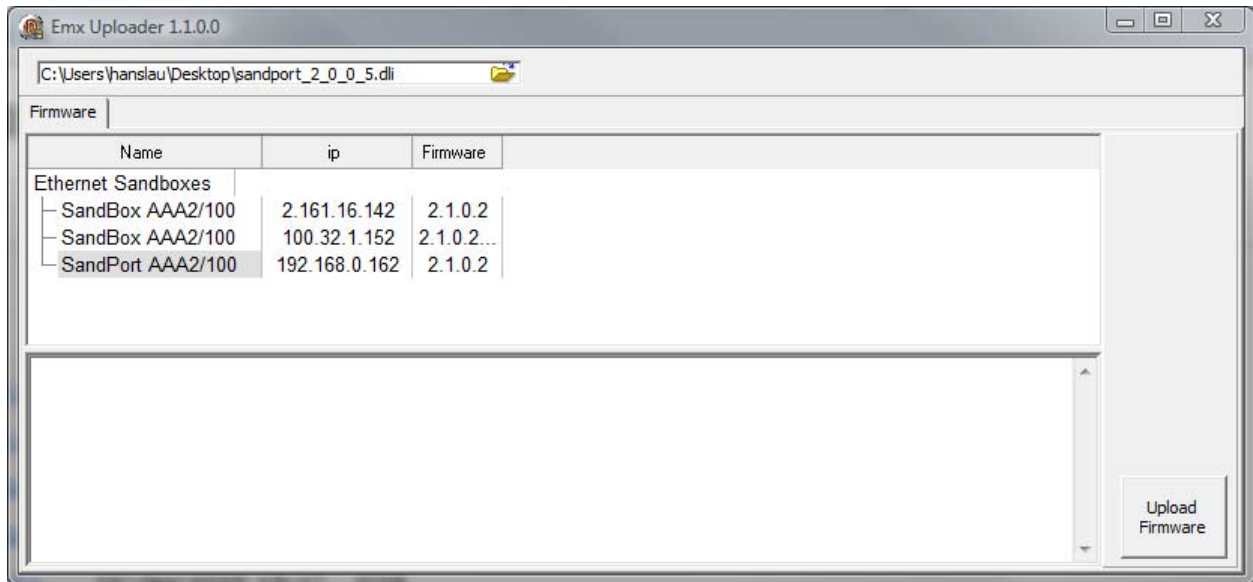 Emx Uploader 1.1.0.0
C:\Users\hanslau\Desktop\sandport_2_0_0_5.dli
Firmware
Name ip Firmware
Ethernet Sandboxes
SandBox AAA2/100 2.161.16.142 2.1.0.2
SandBox AAA2/100 100.32.1.152 2.1.0.2...
SandPort AAA2/100 192.168.0.162 2.1.0.2
Upload
Firmware